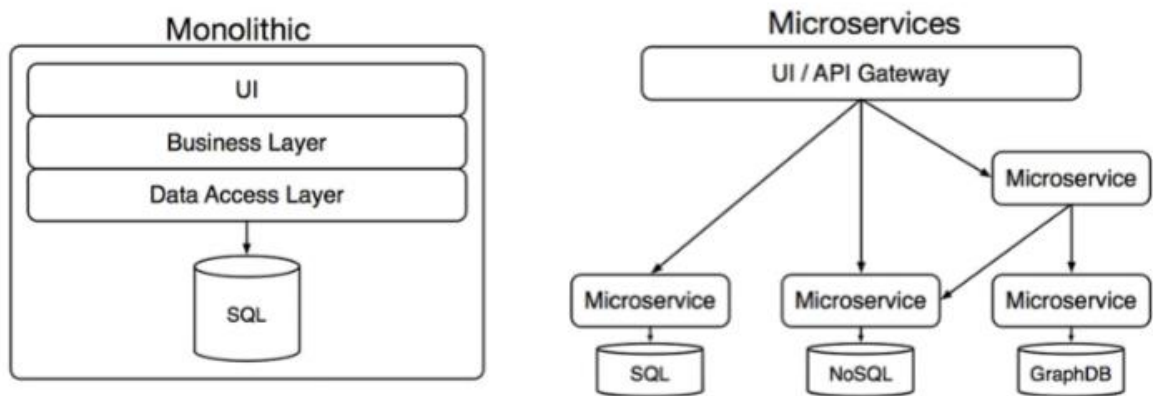 Monolithic
UI
Business Layer
Data Access Layer
SQL
Microservices
UI / API Gateway
Microservice
Microservice
Microservice
Microservice
SQL
NoSQL
GraphDB